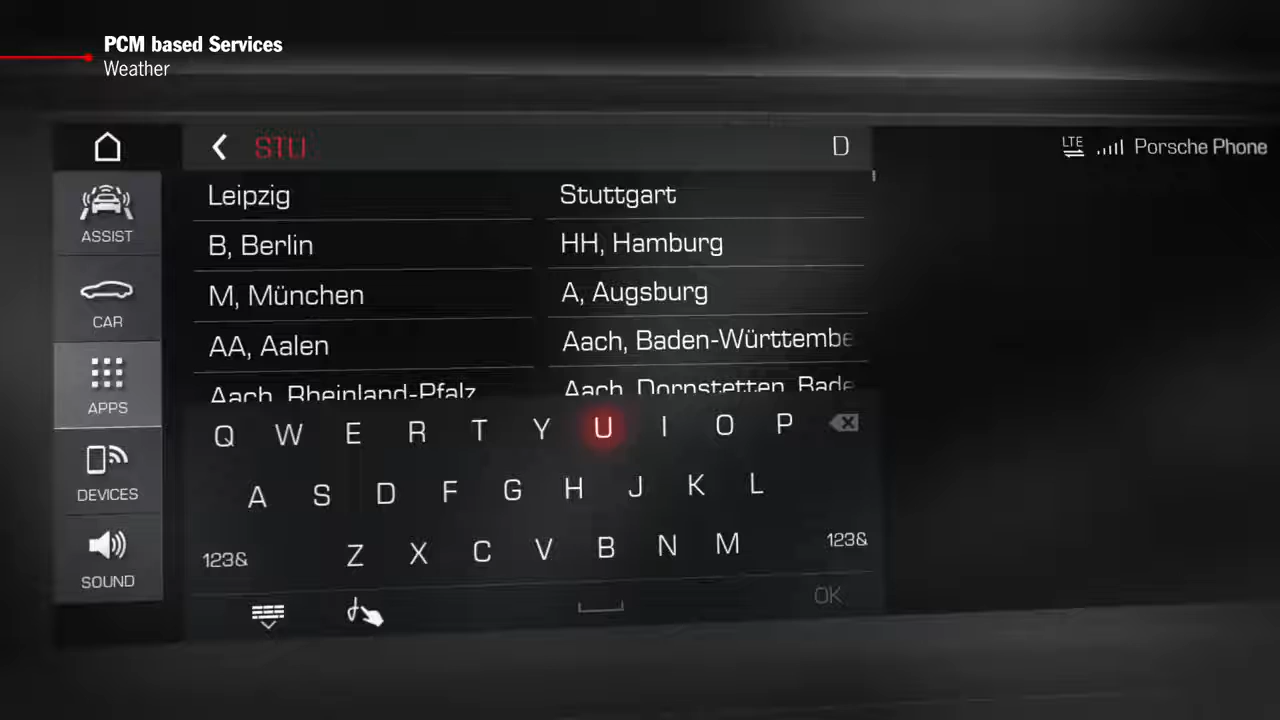 PCM based Services
Weather
STU
D
LTE
Porsche Phone
ASSIST
CAR
APPS
DEVICES
SOUND
Leipzig
Stuttgart
B, Berlin
HH, Hamburg
M, München
A, Augsburg
AA, Aalen
Aach, Baden-Württembe
Aach, Rheinland-Pfalz
Aach, Dornstetten, Bade
Q W E R T Y U I O P
A S D F G H J K L
123& Z X C V B N M 123&
OK